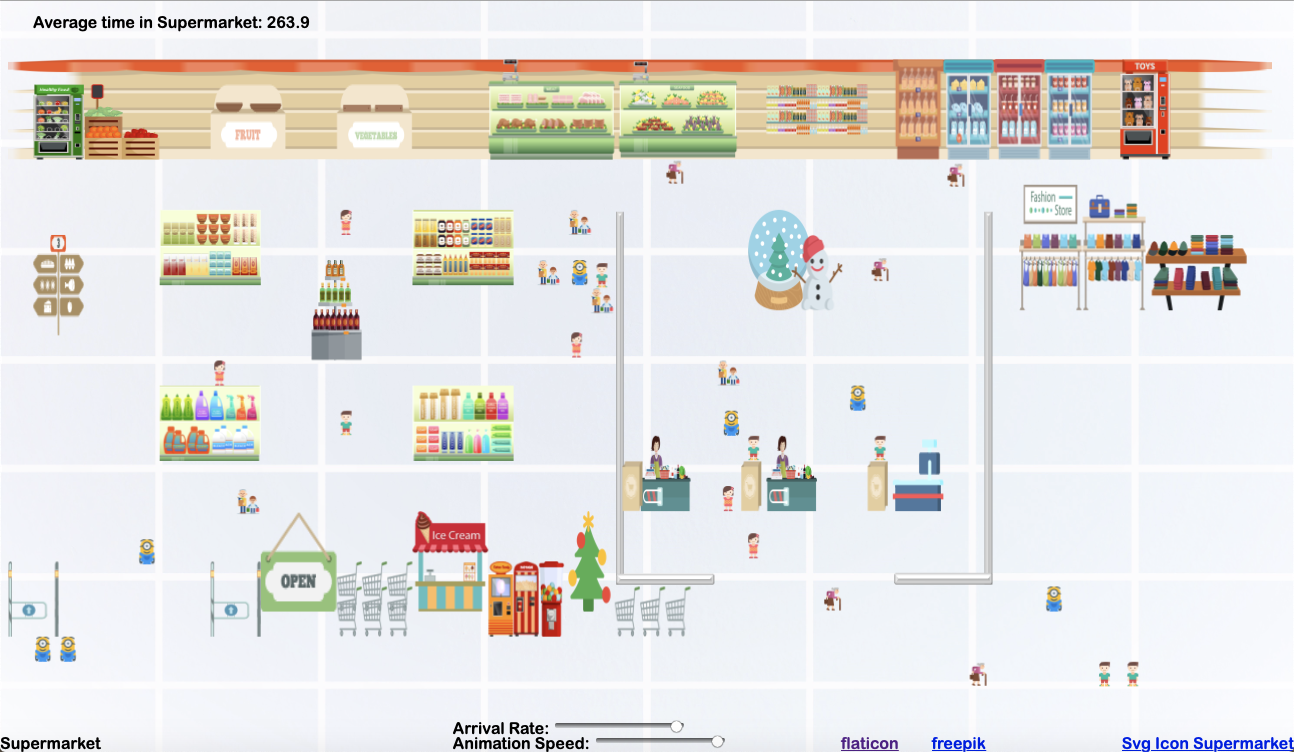 Average time in Supermarket: 263.9
Healthy Food
TOYS
FRUIT
VEGETABLES
Fashion
Store
3
Ice Cream
OPEN
Arrival Rate:
Animation Speed:
Supermarket
flaticon
freepik
Svg Icon Supermarket